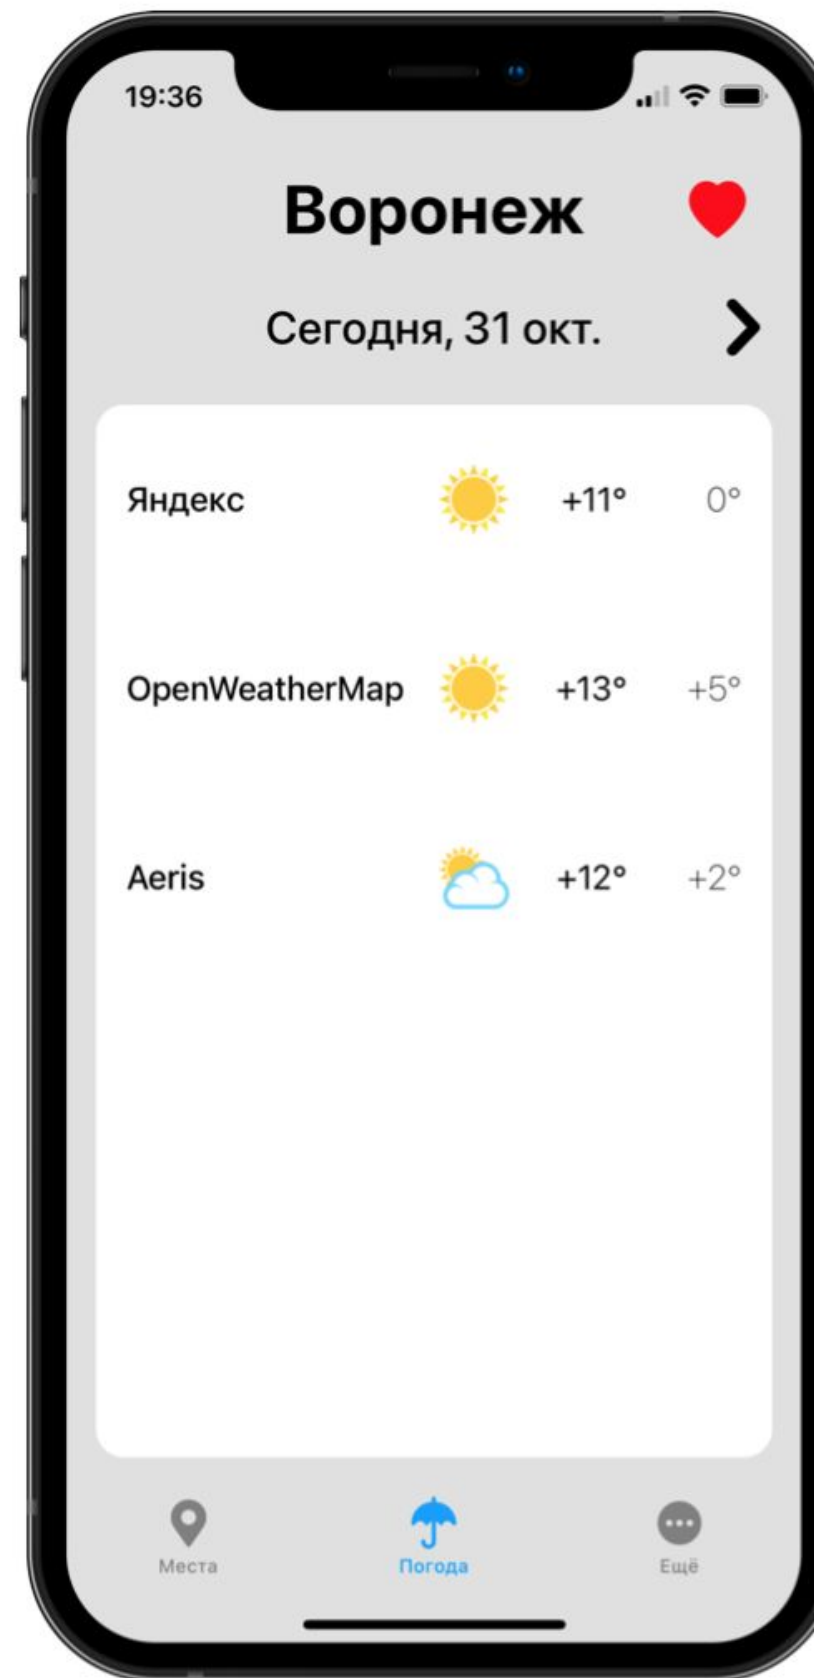 19:36
Воронеж
Сегодня, 31 окт.
Яндекс +11° 0°
OpenWeatherMap +13° +5°
Aeris +12° +2°
Места Погода Ещё